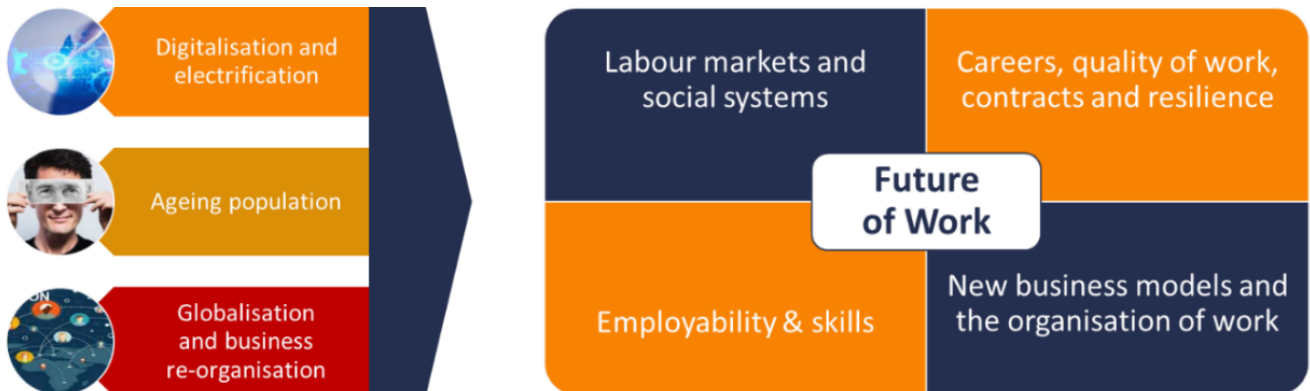 Digitalisation and
electrification
Ageing population
ON
Globalisation
and business
re-organisation
Labour markets and
social systems
Careers, quality of work,
contracts and resilience
Future
of Work
Employability & skills
New business models and
the organisation of work